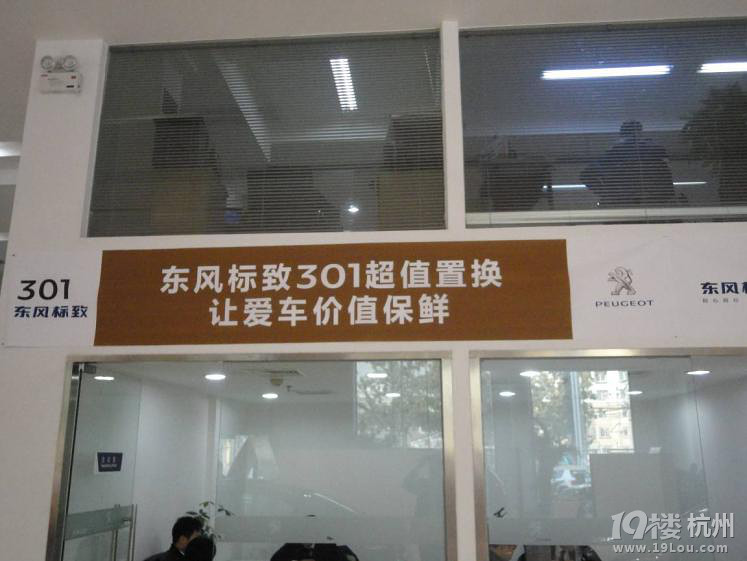 301
东风标致
东风标致301超值置换
让爱车价值保鲜
PEUGEOT
东风标
19楼 杭州
www.19Lou.com